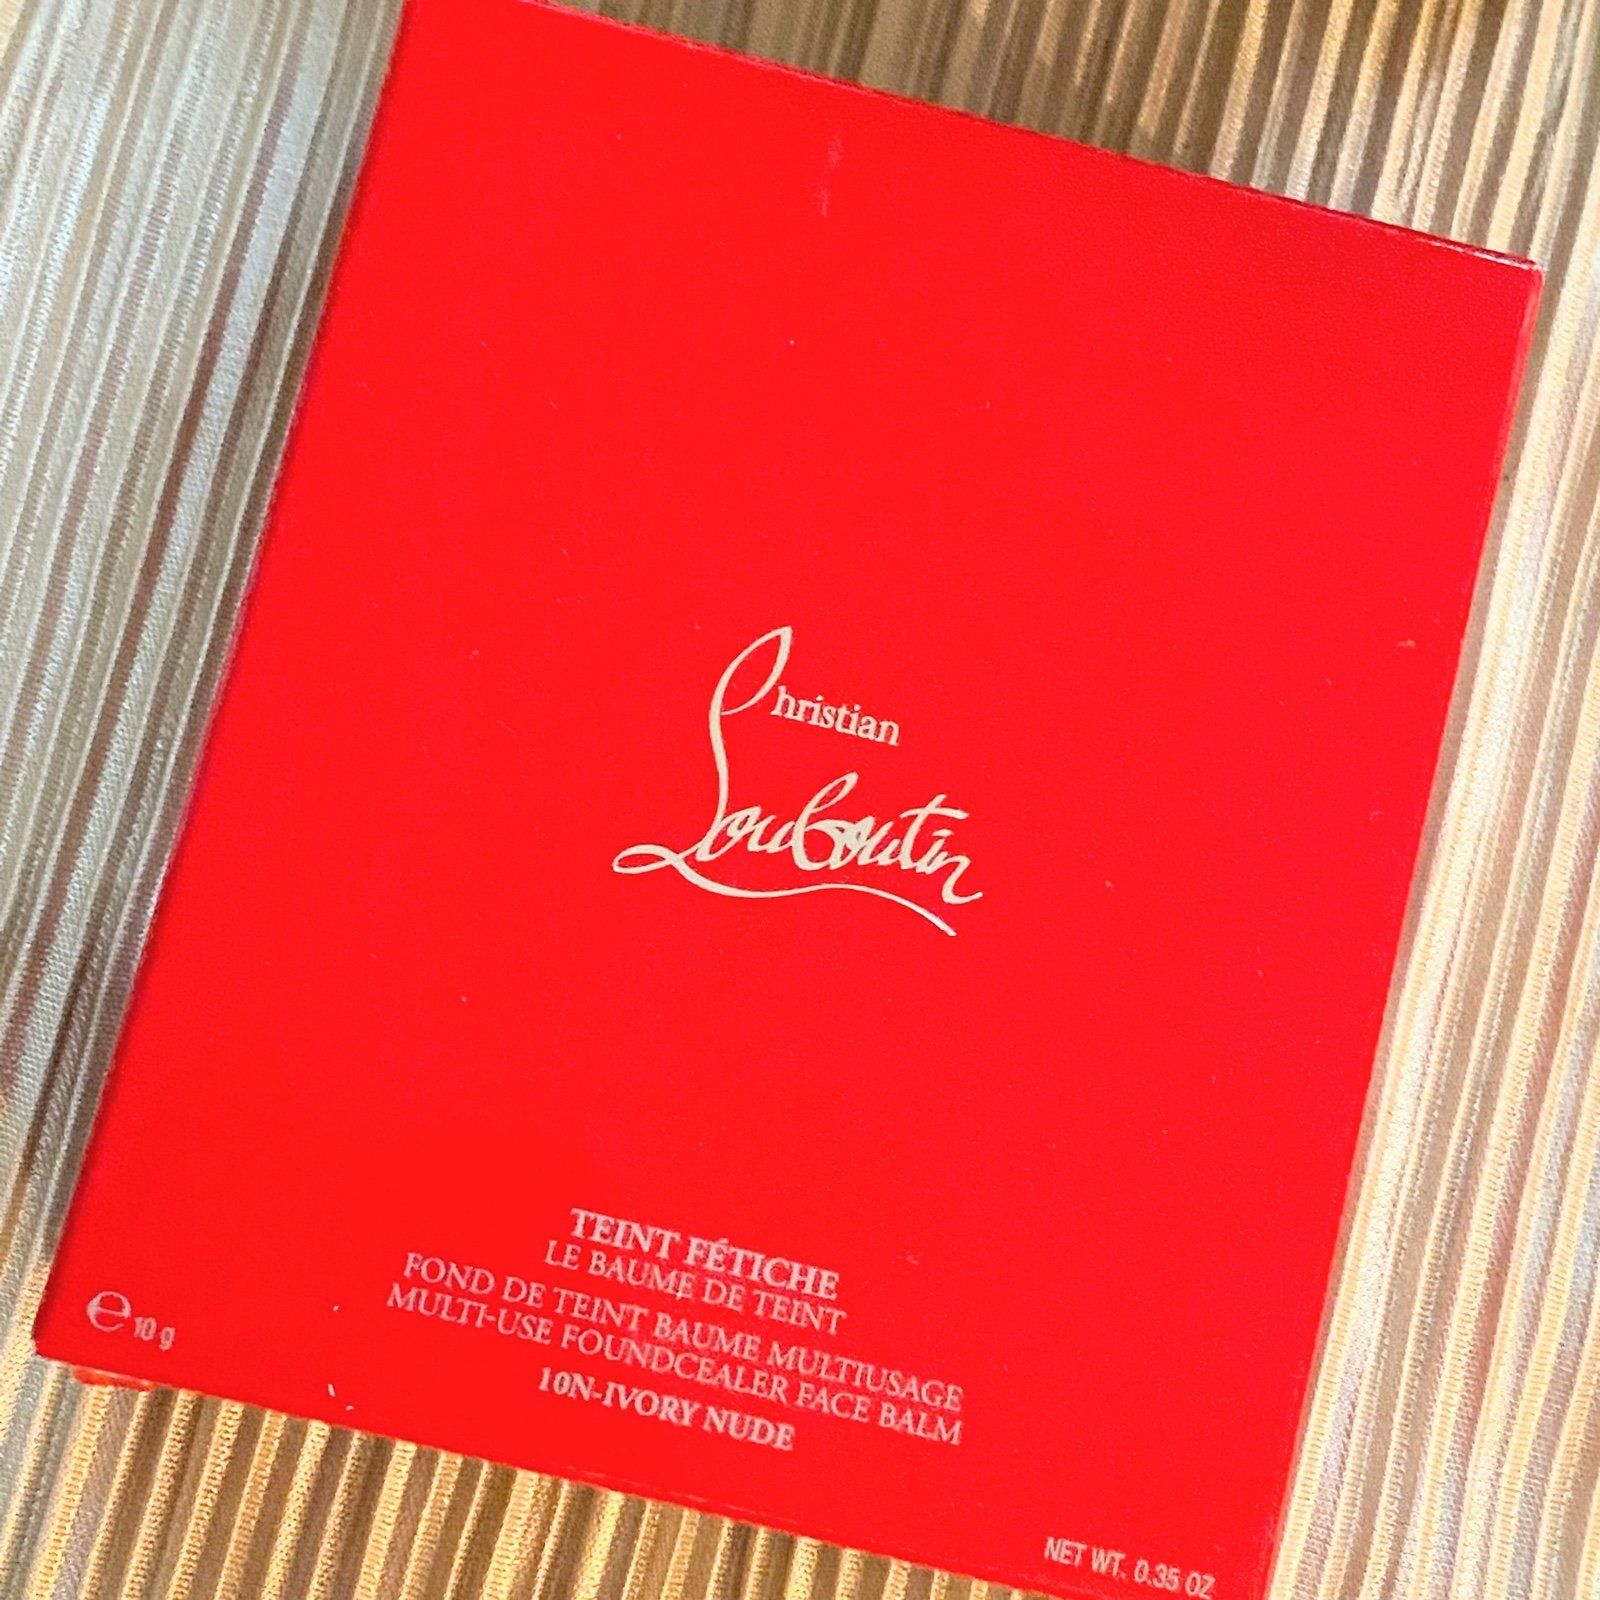 Christian
Louboutin
TEINT FÉTICHE
LE BAUME DE TEINT
FOND DE TEINT BAUME MULTIUSAGE
MULTI-USE FOUNDCEALER FACE BALM
10N-IVORY NUDE
℮ 10 g
NET WT. 0.35 OZ